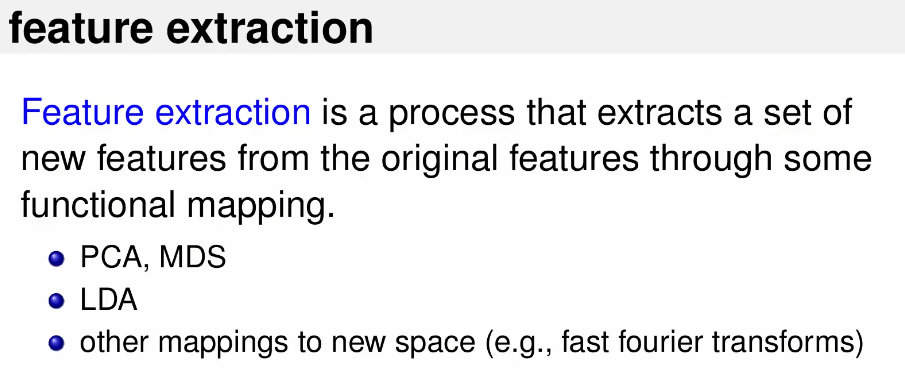 feature extraction
Feature extraction is a process that extracts a set of
new features from the original features through some
functional mapping.
PCA, MDS
LDA
other mappings to new space (e.g., fast fourier transforms)